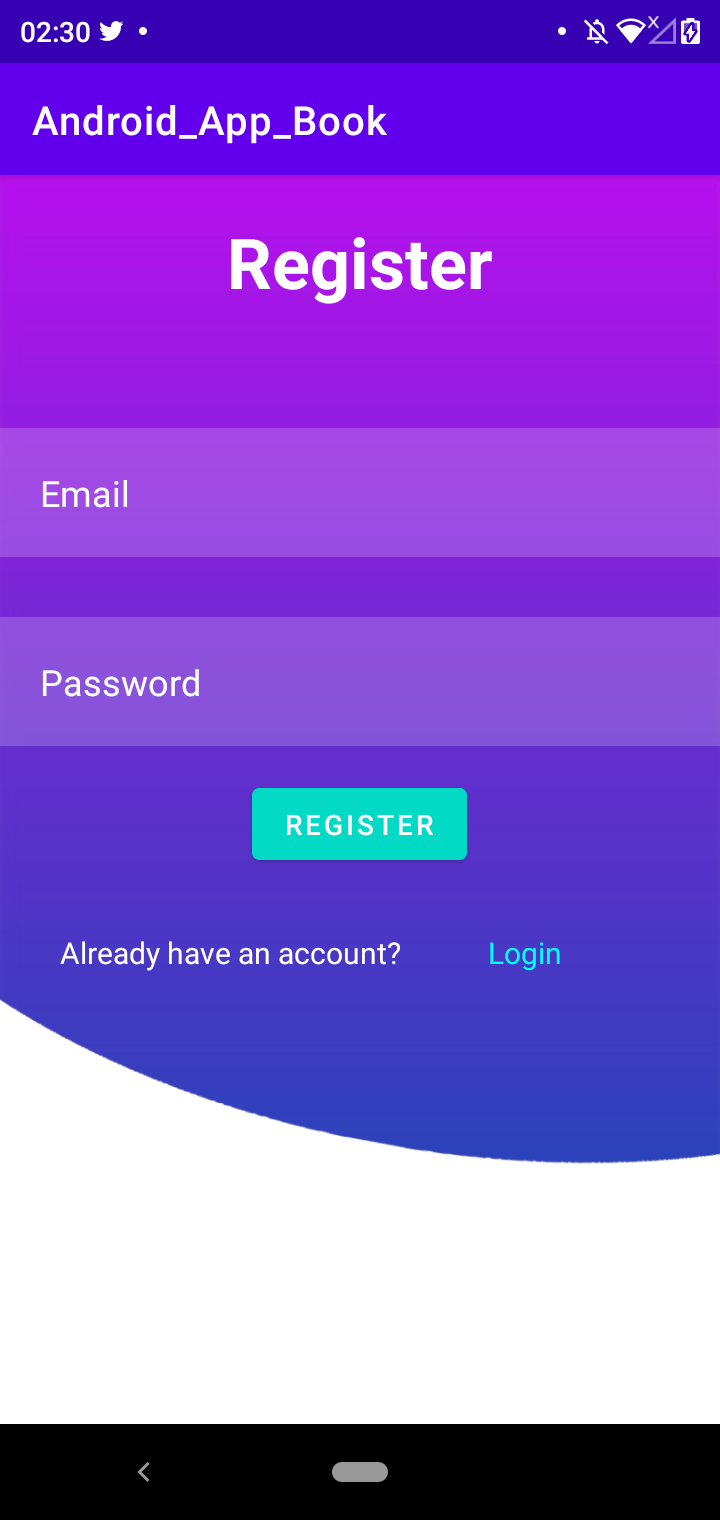 02:30
Android_App_Book
Register
Email
Password
REGISTER
Already have an account? Login